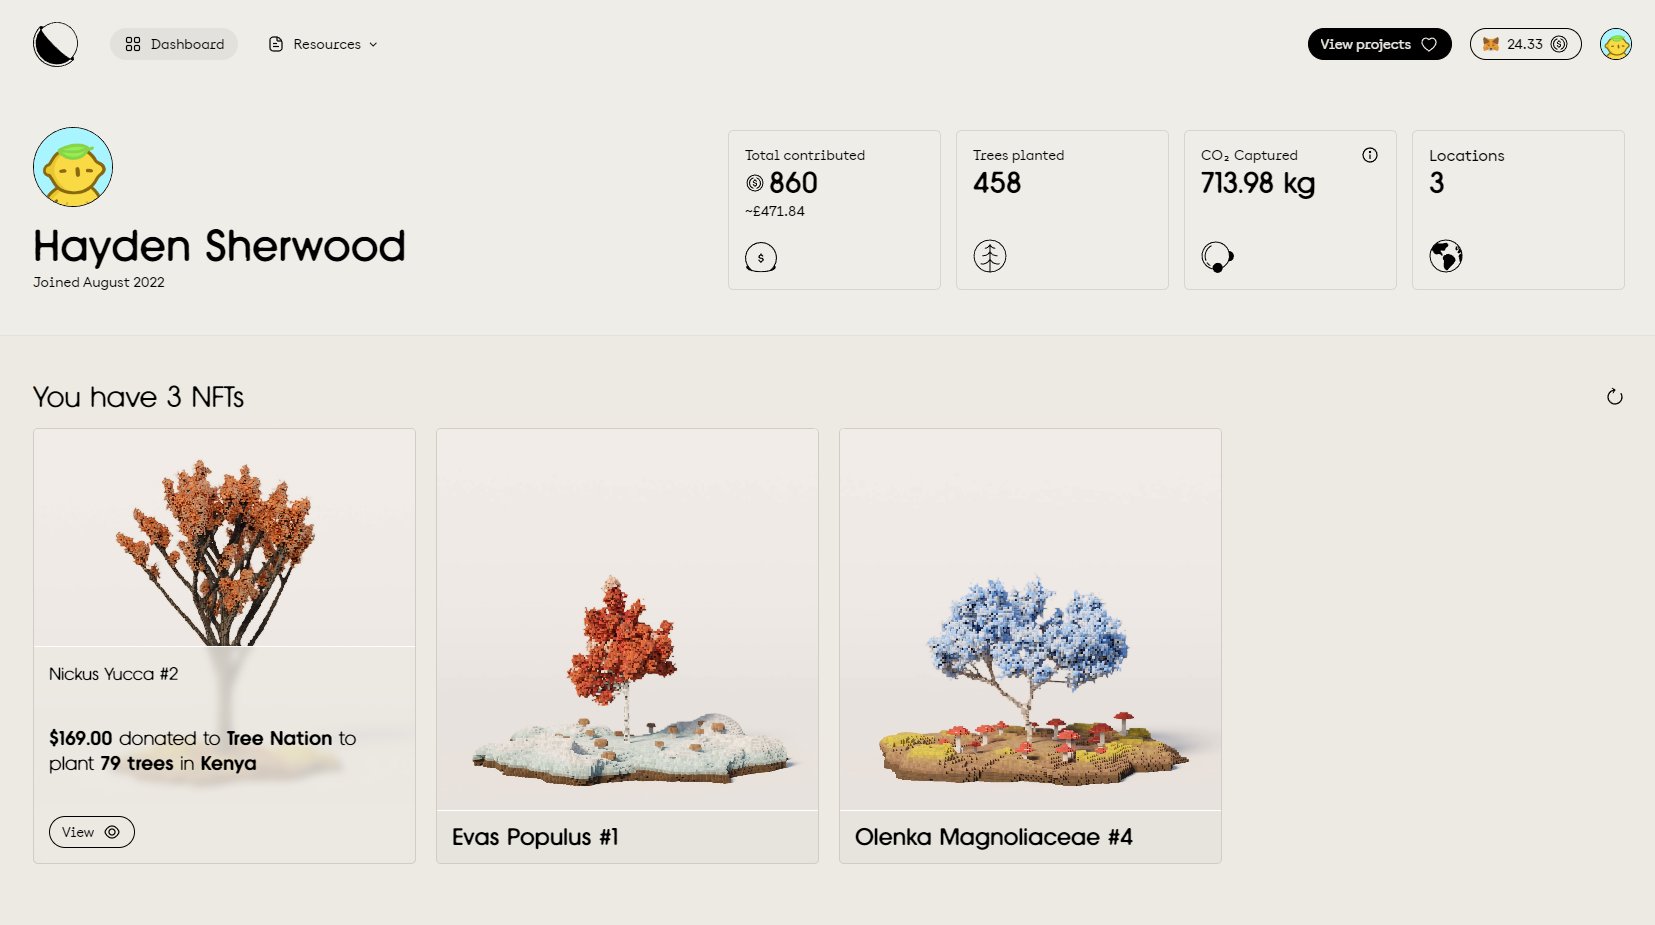 Dashboard
Resources
View projects
24.33
Total contributed
860
~£471.84
Trees planted
458
CO₂ Captured
713.98 kg
Locations
3
Hayden Sherwood
Joined August 2022
You have 3 NFTs
Nickus Yucca #2
$169.00 donated to Tree Nation to
plant 79 trees in Kenya
View
Evas Populus #1
Olenka Magnoliaceae #4